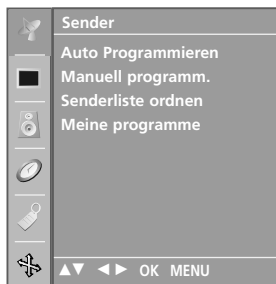 Sender
Auto Programmieren
Manuell programm.
Senderliste ordnen
Meine programme
▲▼ ◄ ► OK MENU